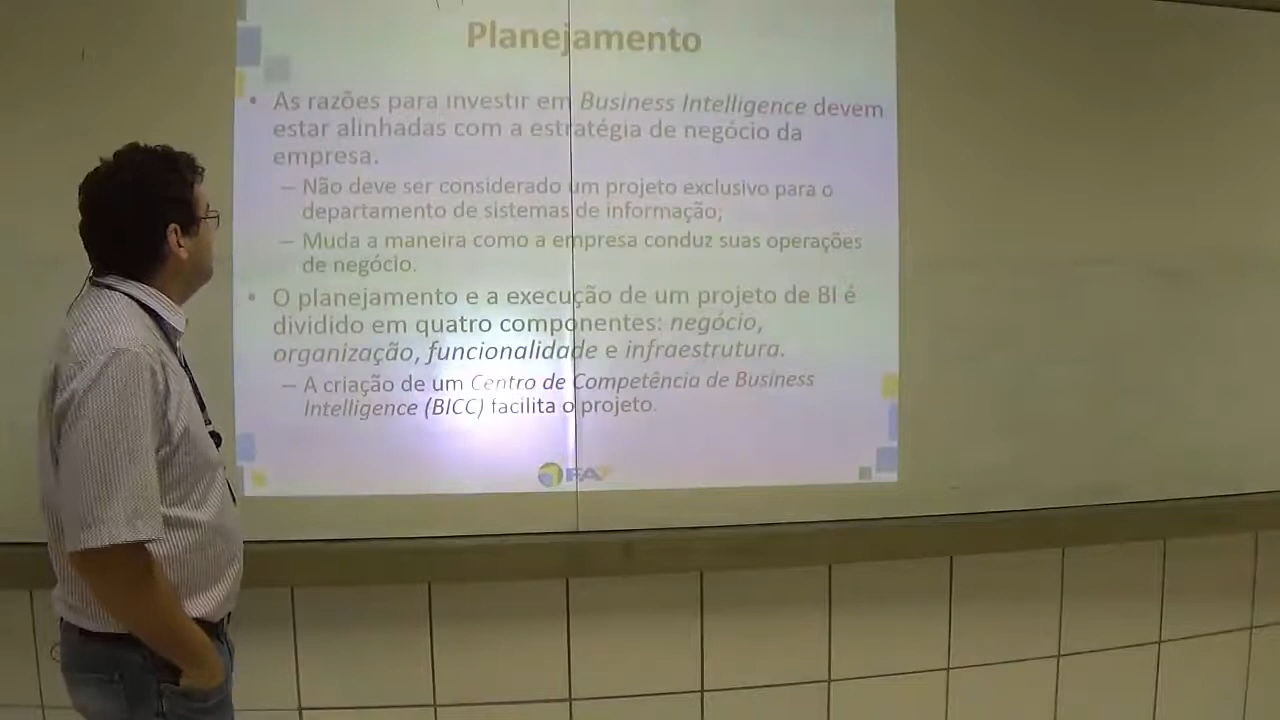 Planejamento
• As razões para investir em Business Intelligence devem
estar alinhadas com a estratégia de negócio da
empresa.
– Não deve ser considerado um projeto exclusivo para o
departamento de sistemas de informação;
– Muda a maneira como a empresa conduz suas operações
de negócio.
• O planejamento e a execução de um projeto de BI é
dividido em quatro componentes: negócio,
organização, funcionalidade e infraestrutura.
– A criação de um Centro de Competência de Business
Intelligence (BICC) facilita o projeto.
FA7